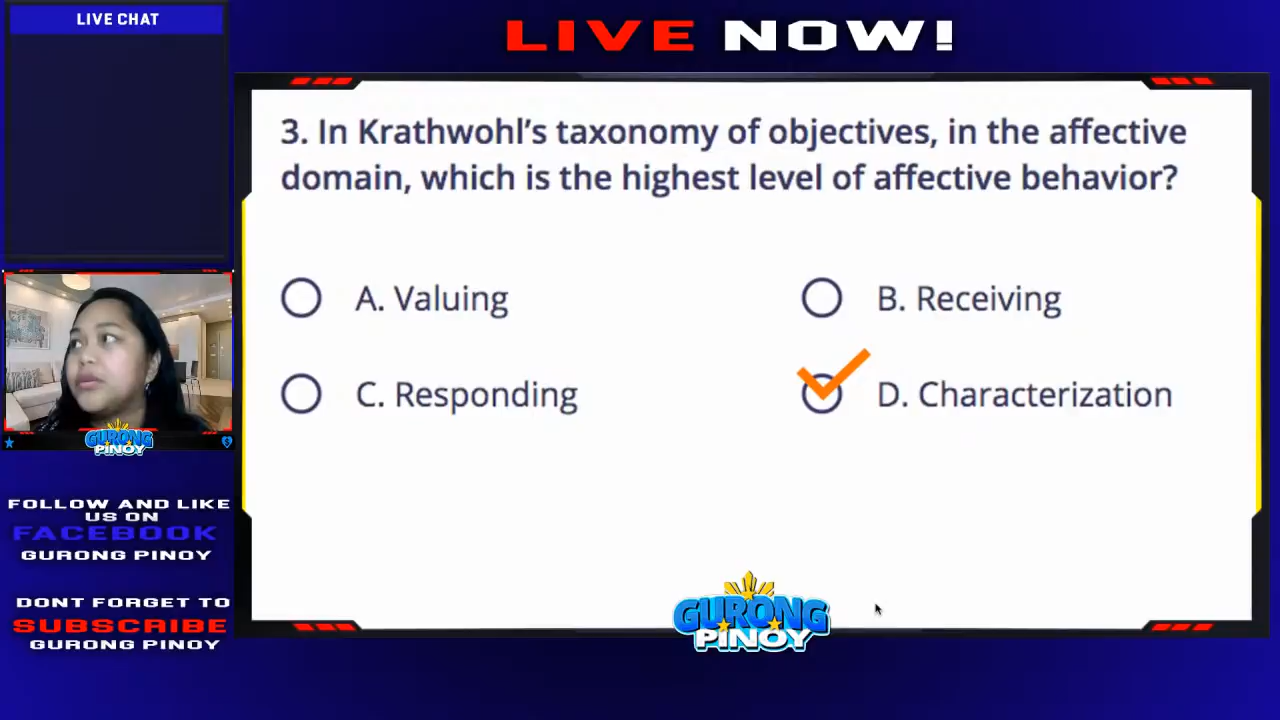 LIVE CHAT
LIVE NOW!
3. In Krathwohl's taxonomy of objectives, in the affective
domain, which is the highest level of affective behavior?
A. Valuing
B. Receiving
C. Responding
D. Characterization
GURONG
PINOY
FOLLOW AND LIKE
US ON
FACEBOOK
GURONG PINOY
DONT FORGET TO
SUBSCRIBE
GURONG PINOY
GURONG
PINOY